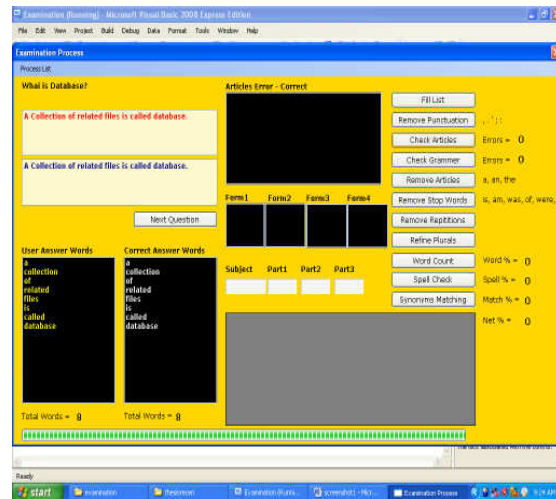 Examination (Running) - Microsoft Visual Basic 2008 Express Edition
File Edit View Project Build Debug Data Format Tools Window Help
Examination Process
Process List
What is Database?
A Collection of related files is called database.
A Collection of related files is called database.
Next Question
User Answer Words
Correct Answer Words
a
collection
of
related
files
is
called
database
a
collection
of
related
files
is
called
database
Total Words = 8
Total Words = 8
Articles Error - Correct
Form1 Form2 Form3 Form4
Subject Part1 Part2 Part3
Fill List
Remove Punctuation , . ' ; :
Check Articles Errors = 0
Check Grammer Errors = 0
Remove Articles a, an, the
Remove Stop Words is, am, was, of, were,
Remove Repititions
Refine Plurals
Word Count Word % = 0
Spell Check Spell % = 0
Synonyms Matching Match % = 0
Net % = 0
Ready
start examination Examination (Runni... screenshot1 - Micr... Examination Process